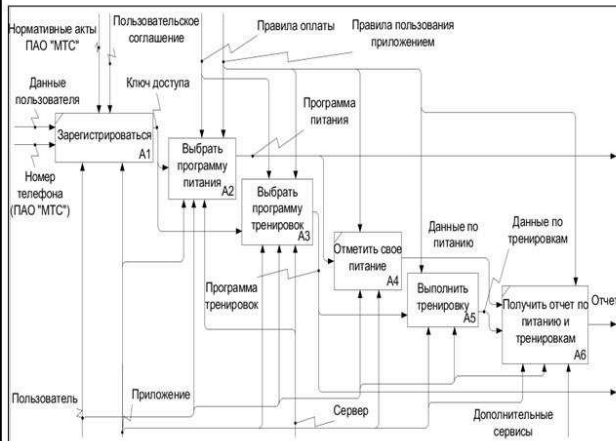 Нормативные акты
ПАО "МТС"
Пользовательское
соглашение
Правила оплаты
Правила пользования
приложением
Данные
пользователя
Ключ доступа
Программа
питания
Зарегистрироваться
A1
Номер
телефона
(ПАО "МТС")
Выбрать
программу
питания
A2
Выбрать
программу
тренировок
A3
Отметить свое
питание
A4
Данные по
питанию
Данные по
тренировкам
Программа
тренировок
Выполнить
тренировку
A5
Получить отчет по
питанию и
тренировкам
A6
Отчет
Пользователь
Приложение
Сервер
Дополнительные
сервисы